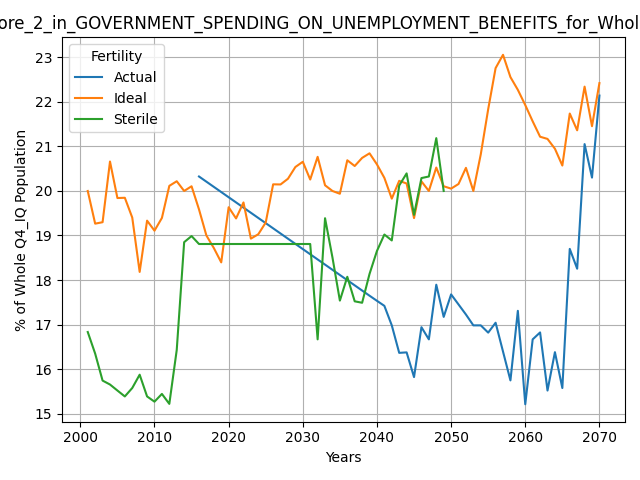 ore_2_in_GOVERNMENT_SPENDING_ON_UNEMPLOYMENT_BENEFITS_for_Whol
Fertility
Actual
Ideal
Sterile
% of Whole Q4_IQ Population
23
22
21
20
19
18
17
16
15
2000
2010
2020
2030
2040
2050
2060
2070
Years